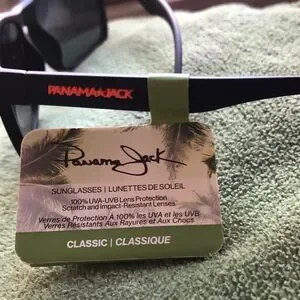 PANAMA★JACK
Panama Jack
SUNGLASSES | LUNETTES DE SOLEIL
100% UVA-UVB Lens Protection
Scratch and Impact-Resistant Lenses
Verres de Protection À 100% les UVA et les UVB
Verres Résistants Aux Rayures et Aux Chocs
CLASSIC | CLASSIQUE